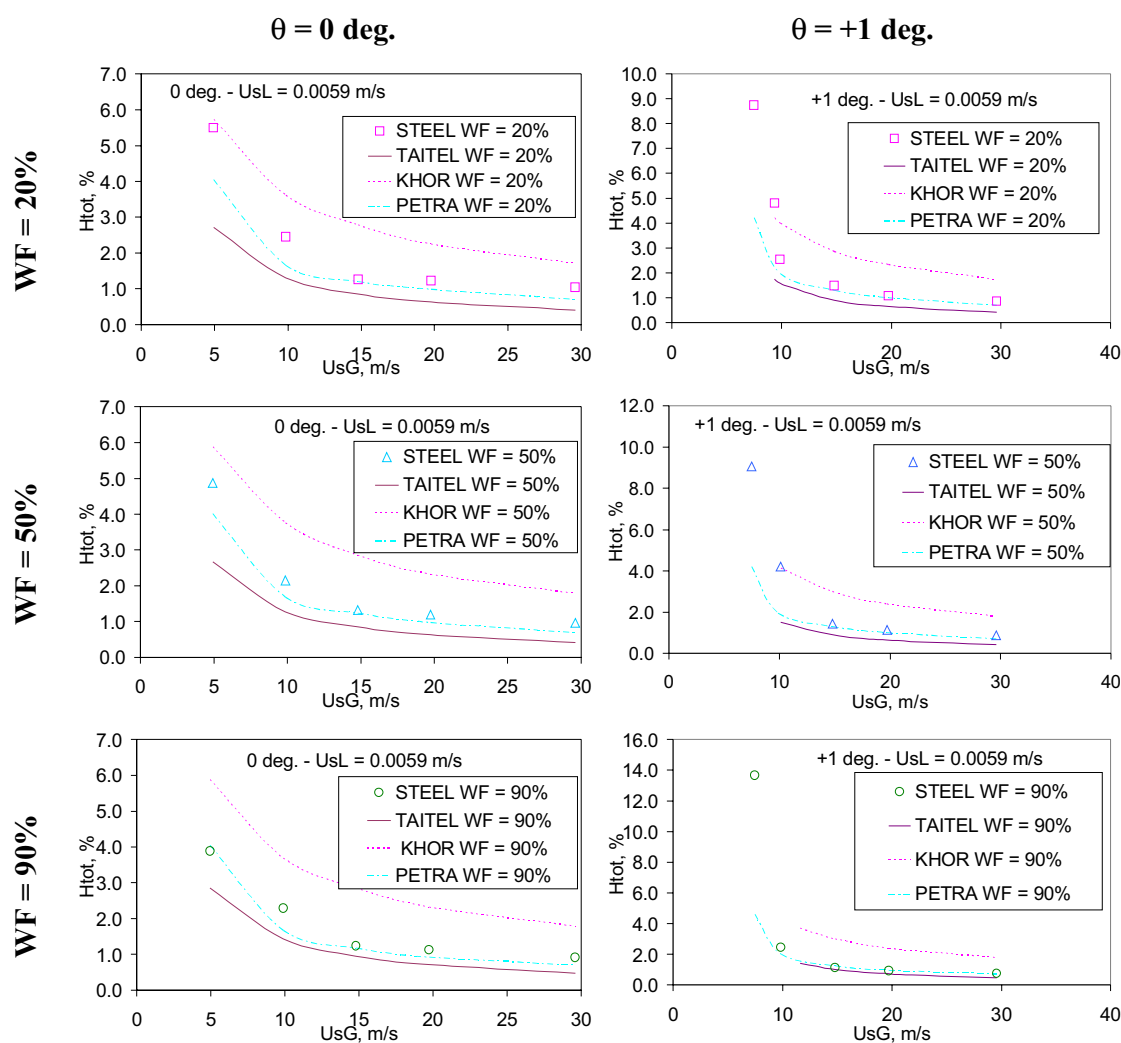 θ = 0 deg.
θ = +1 deg.
WF = 20%
7.0
6.0
5.0
4.0
3.0
2.0
1.0
0.0
Htot, %
0 deg. - UsL = 0.0059 m/s
STEEL WF = 20%
TAITEL WF = 20%
KHOR WF = 20%
PETRA WF = 20%
0 5 10 15 20 25 30
UsG, m/s
10.0
9.0
8.0
7.0
6.0
5.0
4.0
3.0
2.0
1.0
0.0
Htot, %
+1 deg. - UsL = 0.0059 m/s
STEEL WF = 20%
TAITEL WF = 20%
KHOR WF = 20%
PETRA WF = 20%
0 10 20 30 40
UsG, m/s
WF = 50%
7.0
6.0
5.0
4.0
3.0
2.0
1.0
0.0
Htot, %
0 deg. - UsL = 0.0059 m/s
STEEL WF = 50%
TAITEL WF = 50%
KHOR WF = 50%
PETRA WF = 50%
0 5 10 15 20 25 30
UsG, m/s
12.0
10.0
8.0
6.0
4.0
2.0
0.0
Htot, %
+1 deg. - UsL = 0.0059 m/s
STEEL WF = 50%
TAITEL WF = 50%
KHOR WF = 50%
PETRA WF = 50%
0 10 20 30 40
UsG, m/s
WF = 90%
7.0
6.0
5.0
4.0
3.0
2.0
1.0
0.0
Htot, %
0 deg. - UsL = 0.0059 m/s
STEEL WF = 90%
TAITEL WF = 90%
KHOR WF = 90%
PETRA WF = 90%
0 5 10 15 20 25 30
UsG, m/s
16.0
14.0
12.0
10.0
8.0
6.0
4.0
2.0
0.0
Htot, %
+1 deg. - UsL = 0.0059 m/s
STEEL WF = 90%
TAITEL WF = 90%
KHOR WF = 90%
PETRA WF = 90%
0 10 20 30 40
UsG, m/s